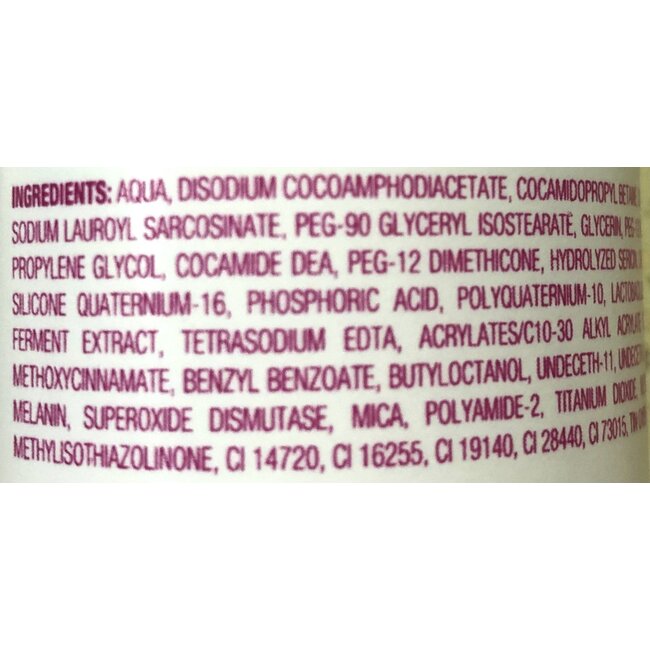 INGREDIENTS: AQUA, DISODIUM COCOAMPHODIACETATE, COCAMIDOPROPYL BETAINE,
SODIUM LAUROYL SARCOSINATE, PEG-90 GLYCERYL ISOSTEARATE, GLYCERIN,
PROPYLENE GLYCOL, COCAMIDE DEA, PEG-12 DIMETHICONE, HYDROLYZED
SILICONE QUATERNIUM-16, PHOSPHORIC ACID, POLYQUATERNIUM-10,
FERMENT EXTRACT, TETRASODIUM EDTA, ACRYLATES/C10-30 ALKYL ACRYLATE
METHOXYCINNAMATE, BENZYL BENZOATE, BUTYLOCTANOL, UNDECETH-11,
MELANIN, SUPEROXIDE DISMUTASE, MICA, POLYAMIDE-2, TITANIUM DIOXIDE,
METHYLISOTHIAZOLINONE, CI 14720, CI 16255, CI 19140, CI 28440, CI 73015,